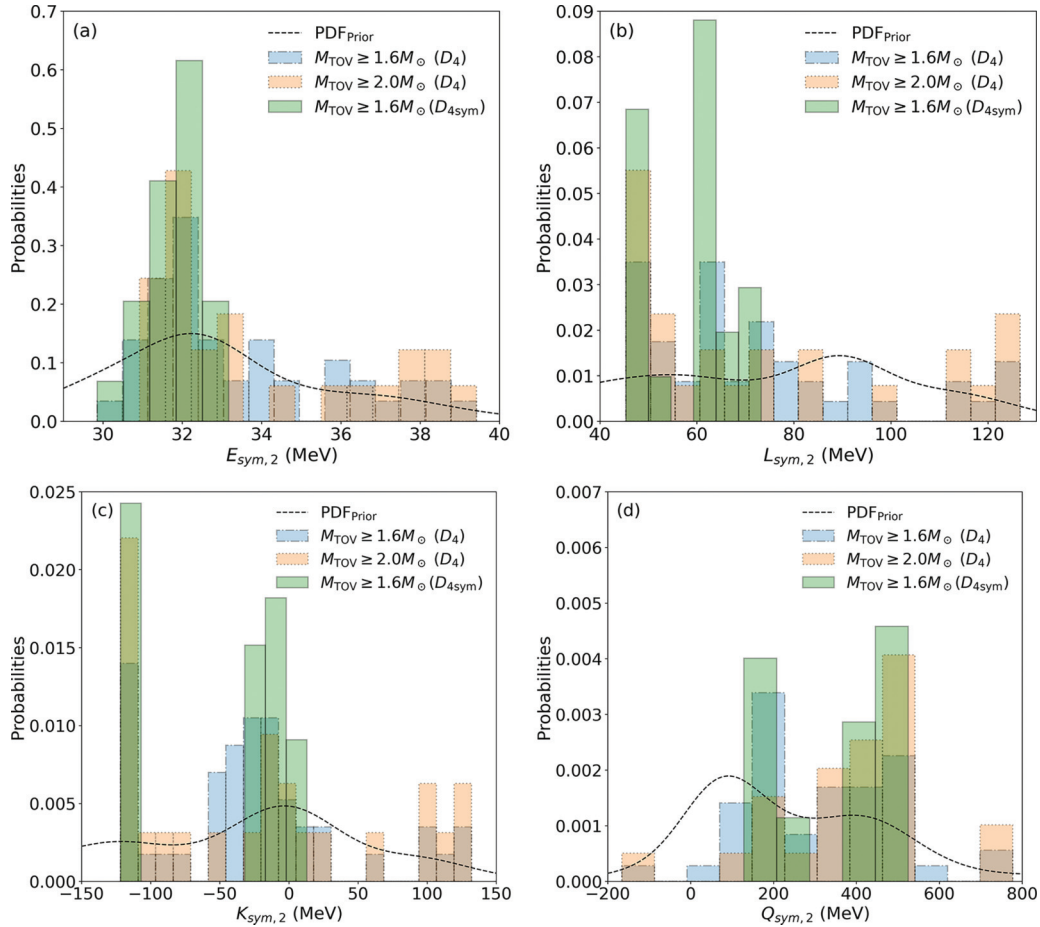 (a)
PDF_Prior
M_TOV ≥ 1.6M_⊙ (D_4)
M_TOV ≥ 2.0M_⊙ (D_4)
M_TOV ≥ 1.6M_⊙(D_4sym)
Probabilities
0.7
0.6
0.5
0.4
0.3
0.2
0.1
0.0
30 32 34 36 38 40
E_sym, 2 (MeV)
(b)
PDF_Prior
M_TOV ≥ 1.6M_⊙ (D_4)
M_TOV ≥ 2.0M_⊙ (D_4)
M_TOV ≥ 1.6M_⊙(D_4sym)
Probabilities
0.09
0.08
0.07
0.06
0.05
0.04
0.03
0.02
0.01
0.00
40 60 80 100 120
L_sym, 2 (MeV)
(c)
PDF_Prior
M_TOV ≥ 1.6M_⊙ (D_4)
M_TOV ≥ 2.0M_⊙ (D_4)
M_TOV ≥ 1.6M_⊙(D_4sym)
Probabilities
0.025
0.020
0.015
0.010
0.005
0.000
−150 −100 −50 0 50 100 150
K_sym, 2 (MeV)
(d)
PDF_Prior
M_TOV ≥ 1.6M_⊙ (D_4)
M_TOV ≥ 2.0M_⊙ (D_4)
M_TOV ≥ 1.6M_⊙(D_4sym)
Probabilities
0.007
0.006
0.005
0.004
0.003
0.002
0.001
0.000
−200 0 200 400 600 800
Q_sym, 2 (MeV)